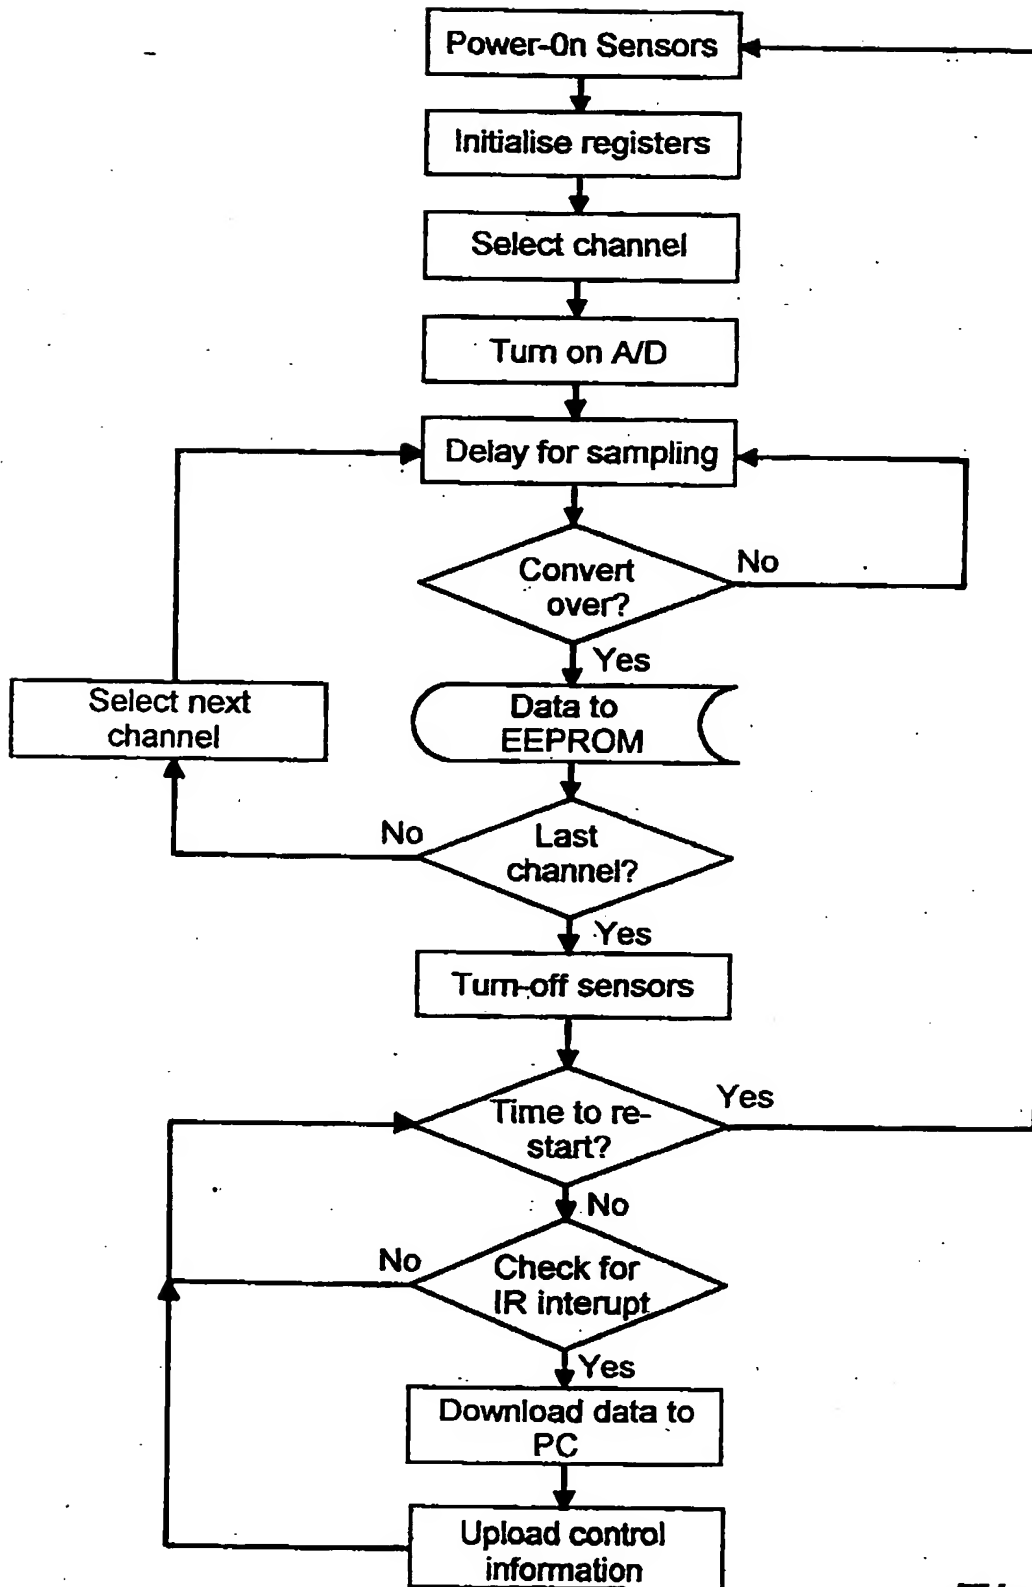 Power-On Sensors
Initialise registers
Select channel
Turn on A/D
Delay for sampling
Convert
over?
No
Yes
Select next
channel
Data to
EEPROM
No
Last
channel?
Yes
Turn-off sensors
Time to re-
start?
Yes
No
No
Check for
IR interupt
Yes
Download data to
PC
Upload control
information